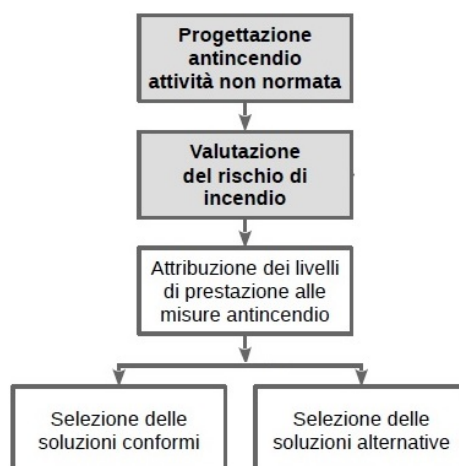 Progettazione
antincendio
attività non normata
Valutazione
del rischio di
incendio
Attribuzione dei livelli
di prestazione alle
misure antincendio
Selezione delle
soluzioni conformi
Selezione delle
soluzioni alternative